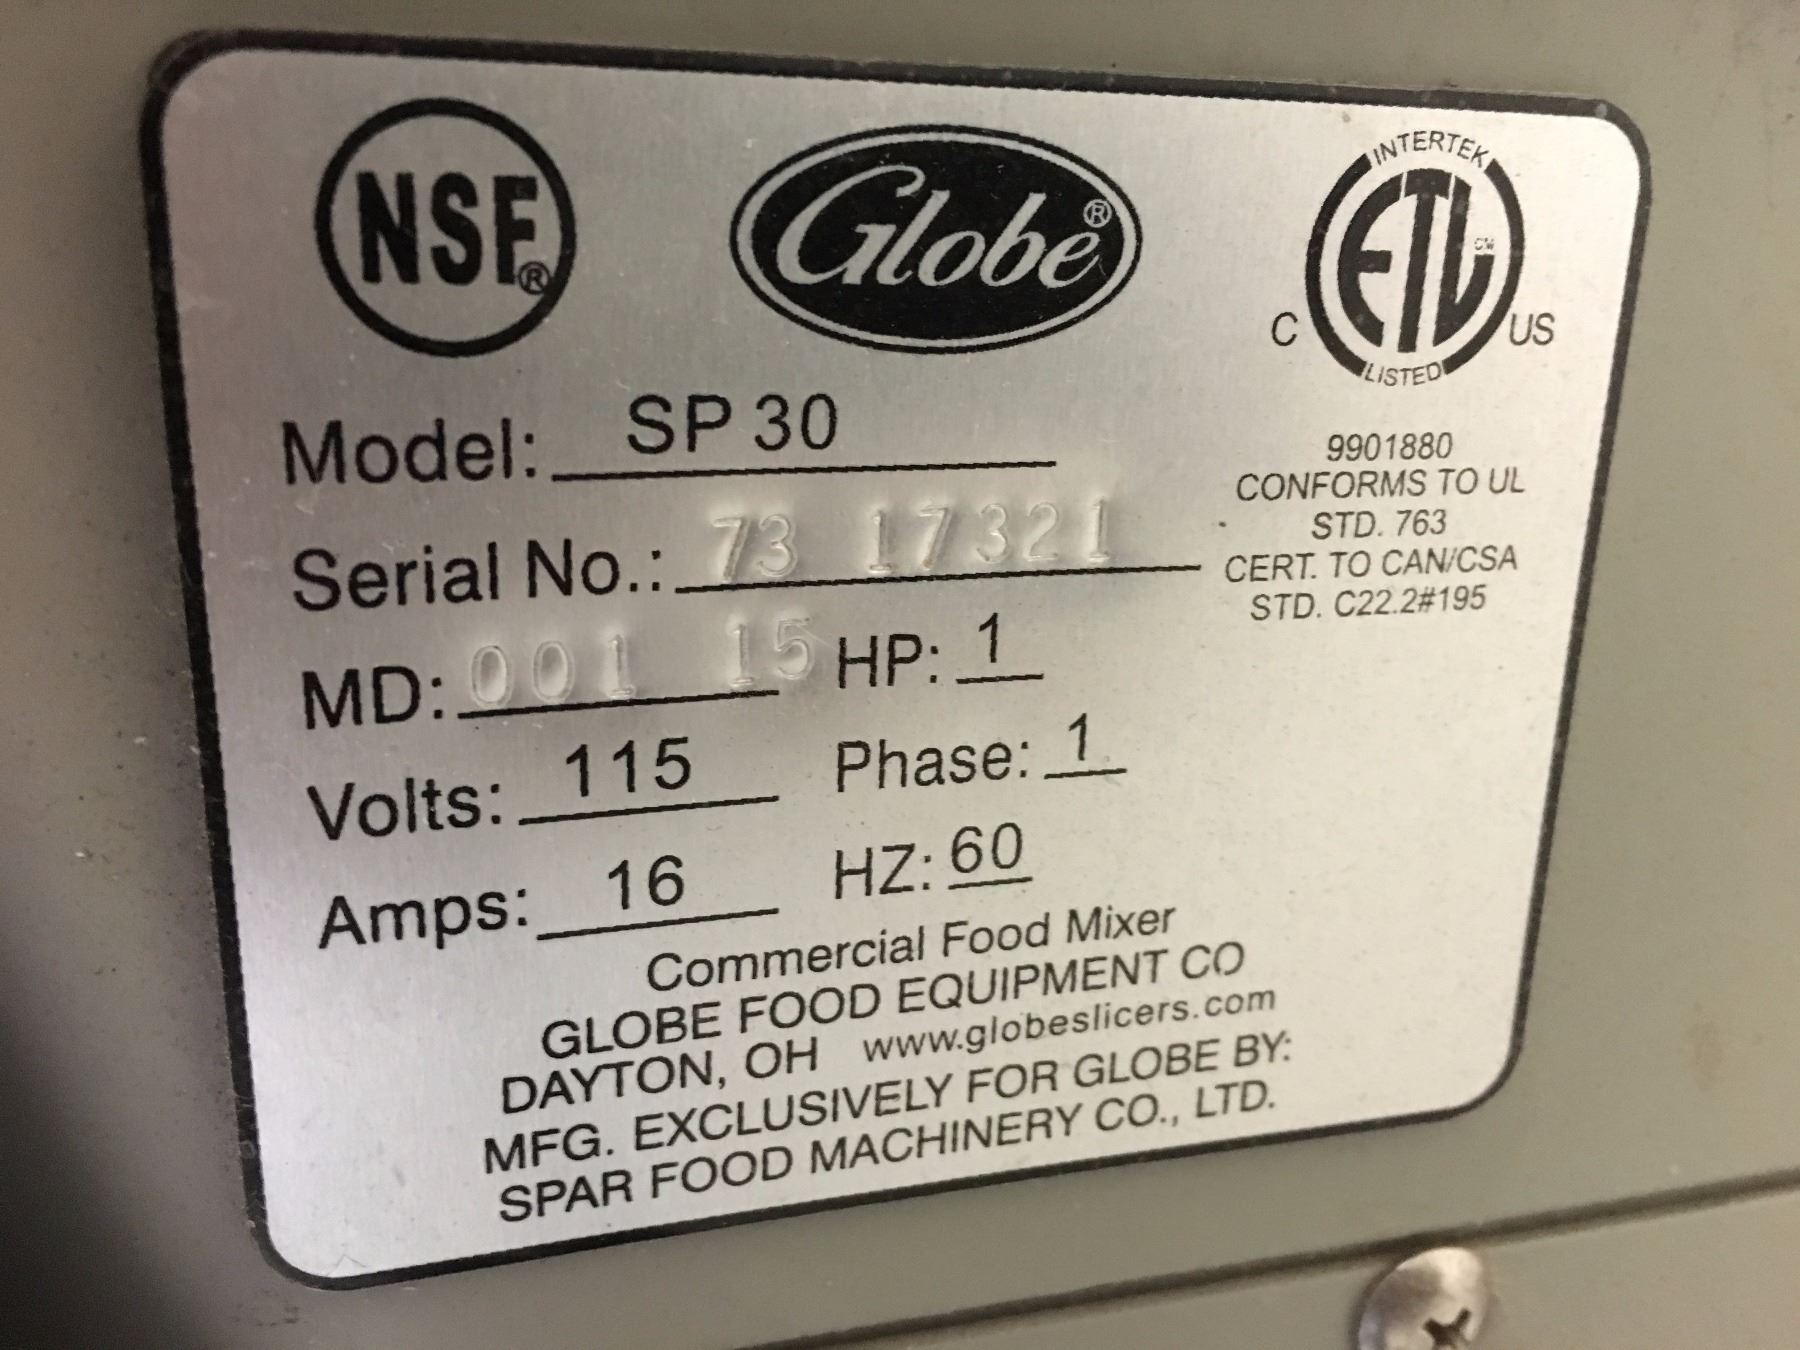 NSF®
Globe®
INTERTEK
ETL CM
C US
LISTED
Model: SP 30
9901880
CONFORMS TO UL
STD. 763
CERT. TO CAN/CSA
STD. C22.2#195
Serial No.: 73 17321
MD: 001 15 HP: 1
Volts: 115 Phase: 1
Amps: 16 HZ: 60
Commercial Food Mixer
GLOBE FOOD EQUIPMENT CO
DAYTON, OH www.globeslicers.com
MFG. EXCLUSIVELY FOR GLOBE BY:
SPAR FOOD MACHINERY CO., LTD.